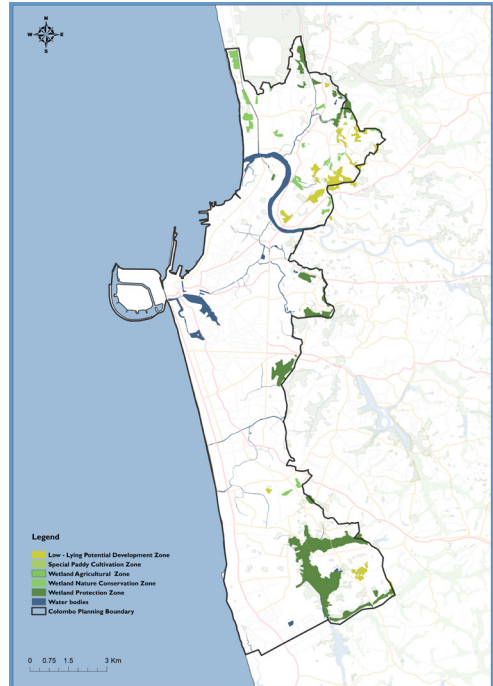 N
W E
S
Legend
Low - Lying Potential Development Zone
Special Paddy Cultivation Zone
Wetland Agricultural Zone
Wetland Nature Conservation Zone
Wetland Protection Zone
Water bodies
Colombo Planning Boundary
0 0.75 1.5 3 Km